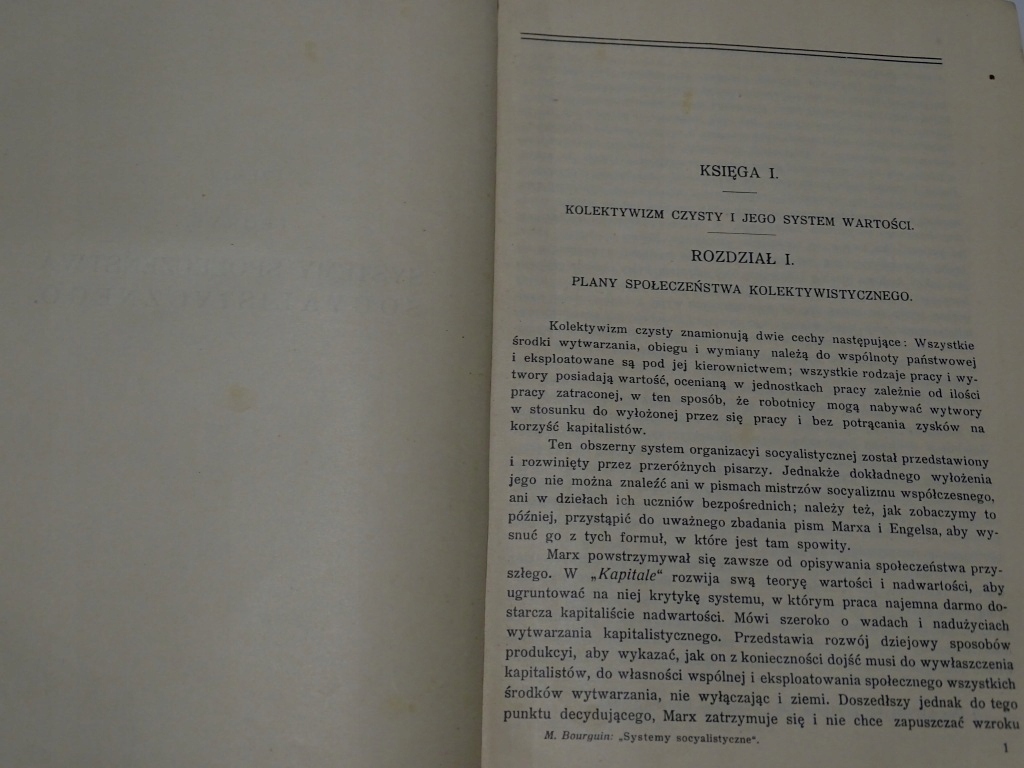 KSIĘGA I.
KOLEKTYWIZM CZYSTY I JEGO SYSTEM WARTOŚCI.
ROZDZIAŁ I.
PLANY SPOŁECZEŃSTWA KOLEKTYWISTYCZNEGO.
Kolektywizm czysty znamionują dwie cechy następujące: Wszystkie
środki wytwarzania, obiegu i wymiany należą do wspólnoty państwowej
i eksploatowane są pod jej kierownictwem; wszystkie rodzaje pracy i wy-
twory posiadają wartość, ocenianą w jednostkach pracy zależnie od ilości
pracy zatraconej, w ten sposób, że robotnicy mogą nabywać wytwory
w stosunku do wyłożonej przez się pracy i bez potrącania zysków na
korzyść kapitalistów.
Ten obszerny system organizacyi socyalistycznej został przedstawiony
i rozwinięty przez przeróżnych pisarzy. Jednakże dokładnego wyłożenia
jego nie można znaleźć ani w pismach mistrzów socyalizmu współczesnego,
ani w dziełach ich uczniów bezpośrednich; należy też, jak zobaczymy to
później, przystąpić do uważnego zbadania pism Marxa i Engelsa, aby wy-
snuć go z tych formuł, w które jest tam spowity.
Marx powstrzymywał się zawsze od opisywania społeczeństwa przy-
szłego. W „Kapitale“ rozwija swą teoryę wartości i nadwartości, aby
ugruntować na niej krytykę systemu, w którym praca najemna darmo do-
starcza kapitaliście nadwartości. Mówi szeroko o wadach i nadużyciach
wytwarzania kapitalistycznego. Przedstawia rozwój dziejowy sposobów
produkcyi, aby wykazać, jak on z konieczności dojść musi do wywłaszczenia
kapitalistów, do własności wspólnej i eksploatowania społecznego wszystkich
środków wytwarzania, nie wyłączając i ziemi. Doszedłszy jednak do tego
punktu decydującego, Marx zatrzymuje się i nie chce zapuszczać wzroku
M. Bourguin: „Systemy socyalistyczne“.
1